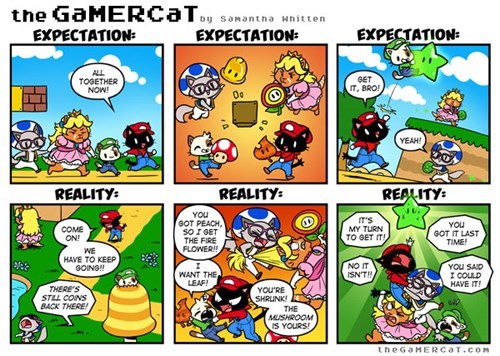 the GaMERCaT by Samantha Whitten
EXPECTATION:
EXPECTATION:
EXPECTATION:
ALL
TOGETHER
NOW!
GET
IT, BRO!
YEAH!
REALITY:
REALITY:
REALITY:
COME
ON!
WE
HAVE TO KEEP
GOING!!
THERE'S
STILL COINS
BACK THERE!
YOU
GOT PEACH,
SO I GET
THE FIRE
FLOWER!!
I
WANT THE
LEAF!
YOU'RE
SHRUNK! THE
MUSHROOM
IS YOURS!
IT'S
MY TURN
TO GET IT!
YOU
GOT IT LAST
TIME!
NO IT
ISN'T!!
YOU SAID
I COULD
HAVE IT!
theGaMERCaT.com